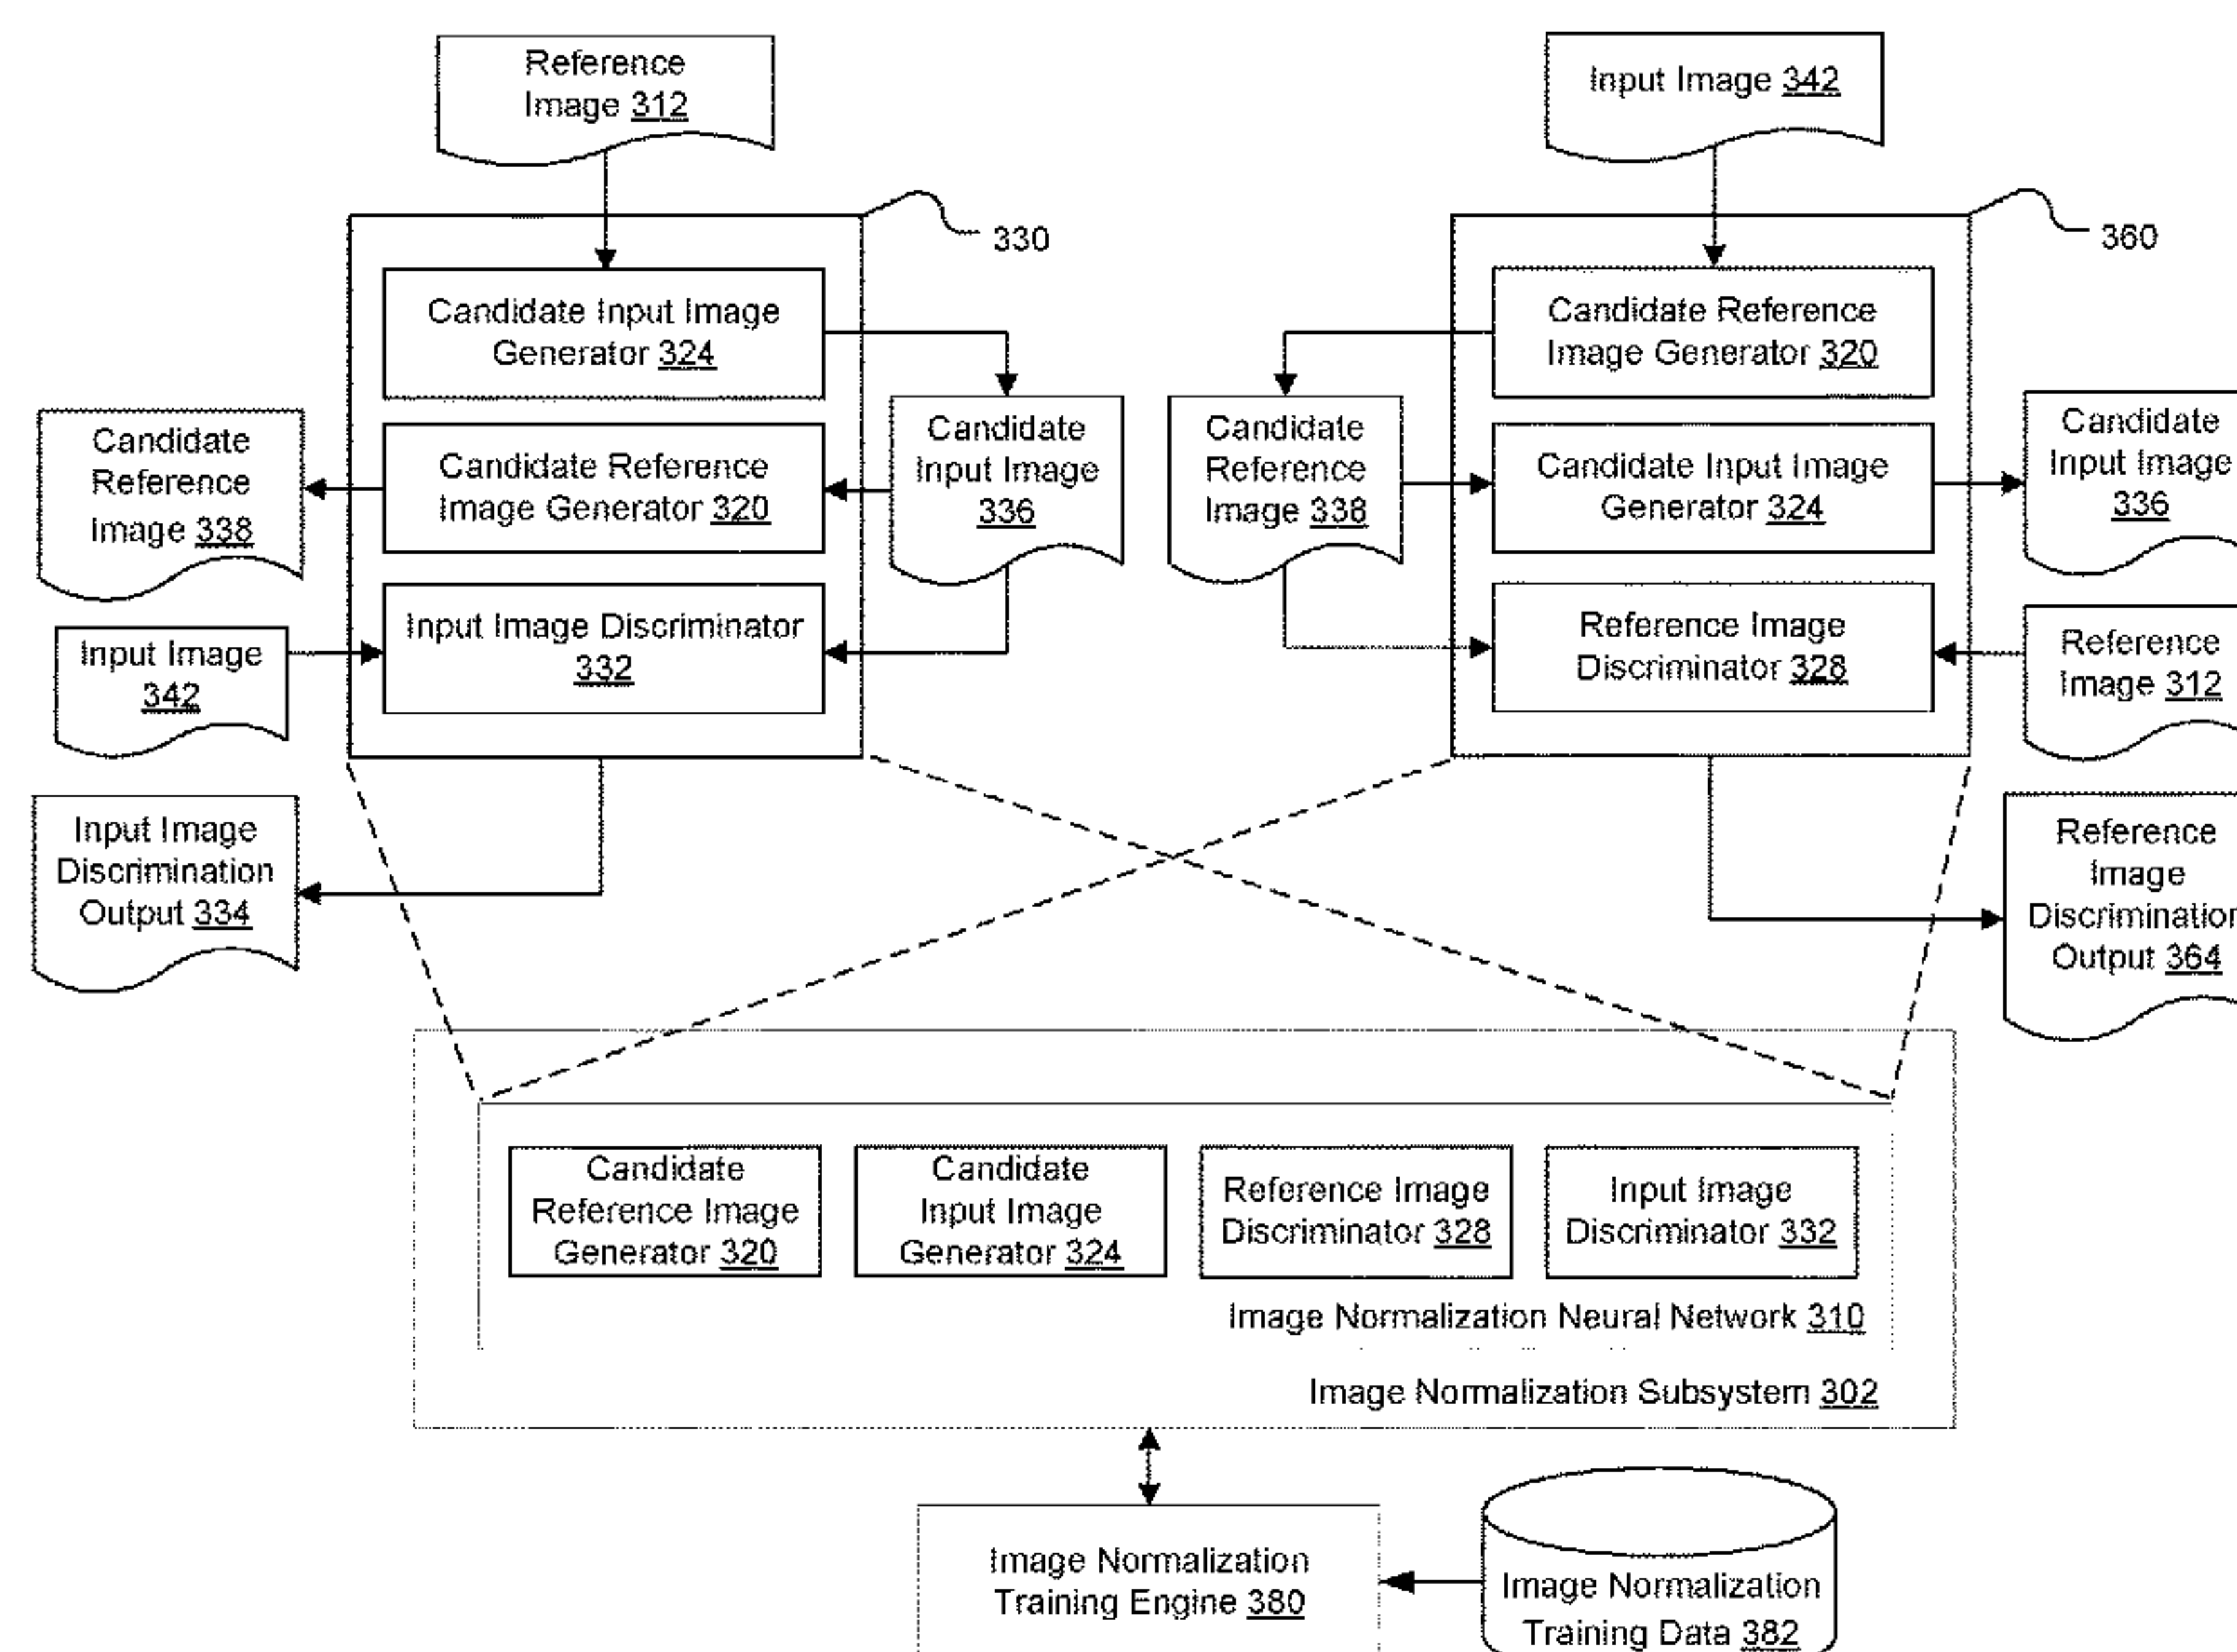 Reference
Image 312
Input Image 342
330
360
Candidate Input Image
Generator 324
Candidate Reference
Image Generator 320
Candidate
Reference
Image 338
Candidate Reference
Image Generator 320
Candidate
Input Image
336
Candidate
Reference
Image 338
Candidate Input Image
Generator 324
Candidate
Input Image
336
Input Image
342
Input Image Discriminator
332
Reference Image
Discriminator 328
Reference
Image 312
Input Image
Discrimination
Output 334
Reference
Image
Discrimination
Output 364
Candidate
Reference Image
Generator 320
Candidate
Input Image
Generator 324
Reference Image
Discriminator 328
Input Image
Discriminator 332
Image Normalization Neural Network 310
Image Normalization Subsystem 302
Image Normalization
Training Engine 380
Image Normalization
Training Data 382